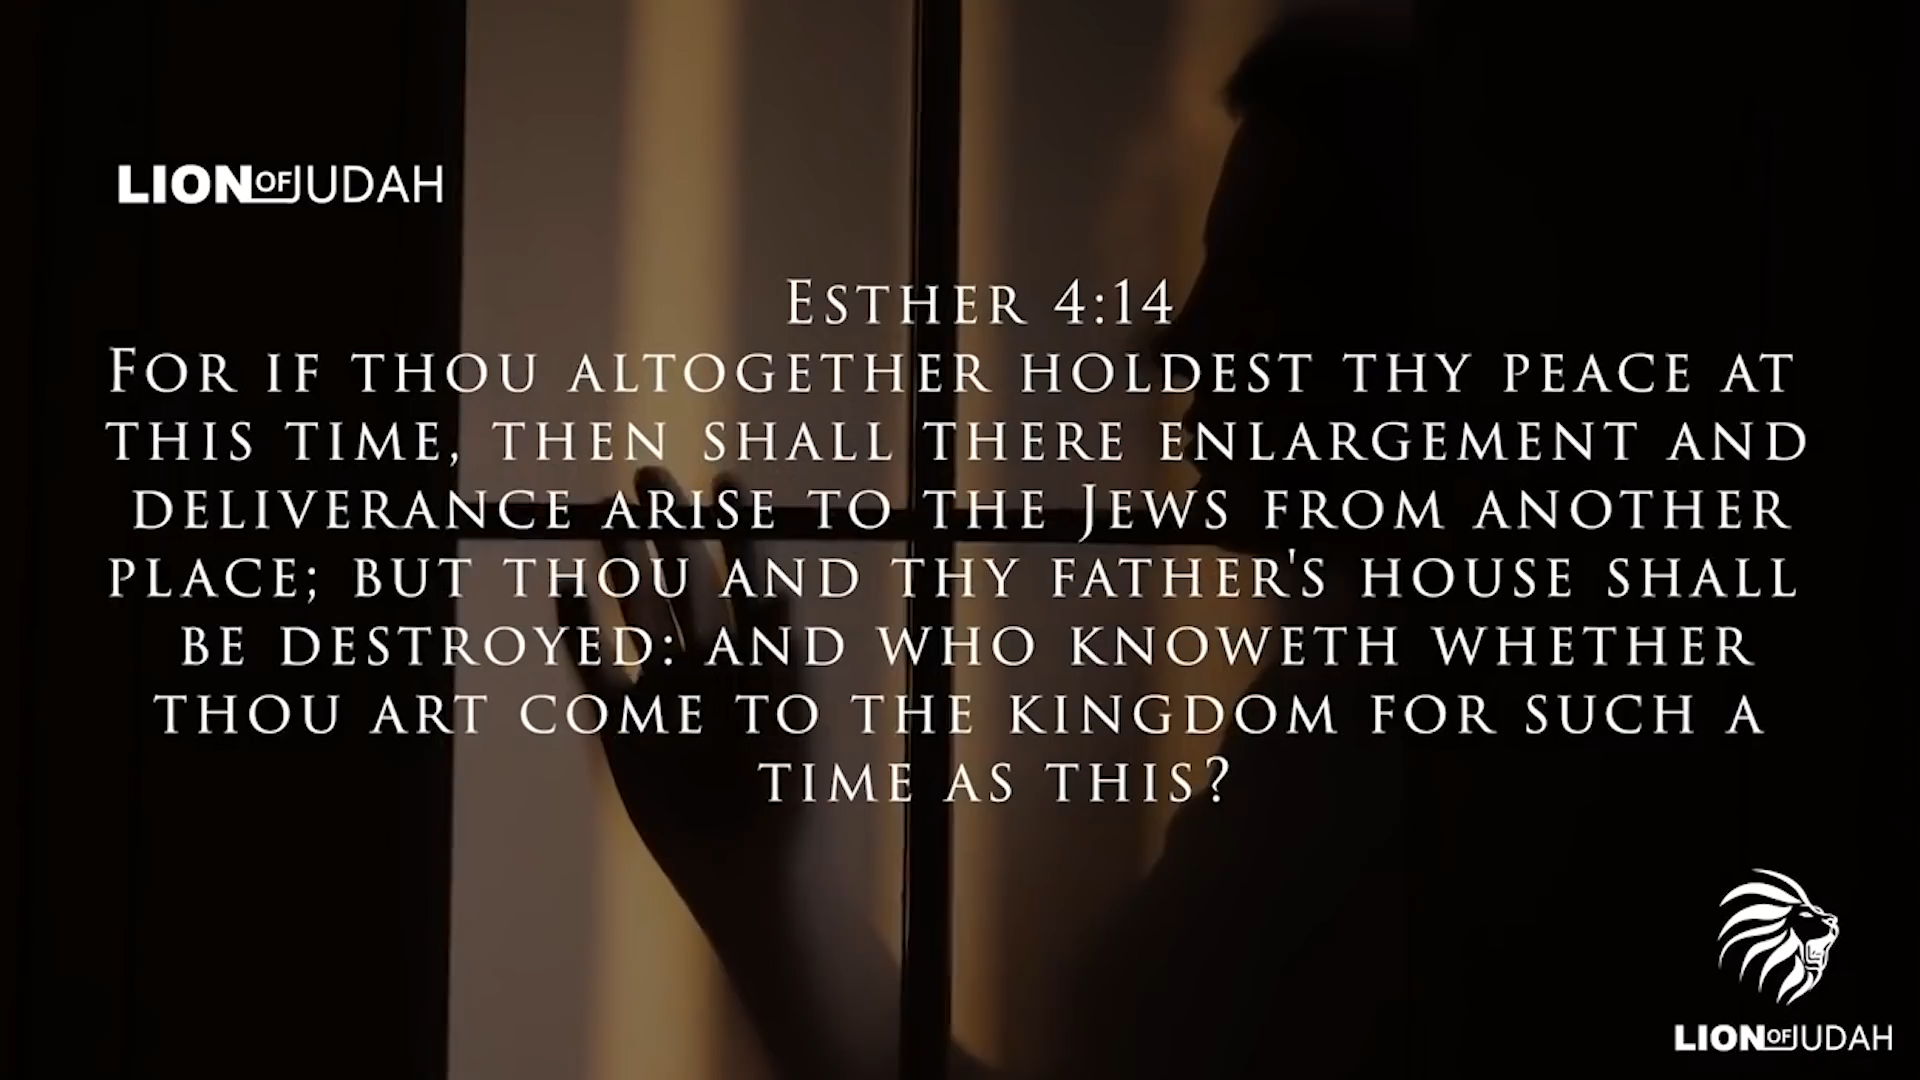 LION OF JUDAH
Esther 4:14
For if thou altogether holdest thy peace at
this time, then shall there enlargement and
deliverance arise to the Jews from another
place; but thou and thy father's house shall
be destroyed: and who knoweth whether
thou art come to the kingdom for such a
time as this?
LION OF JUDAH